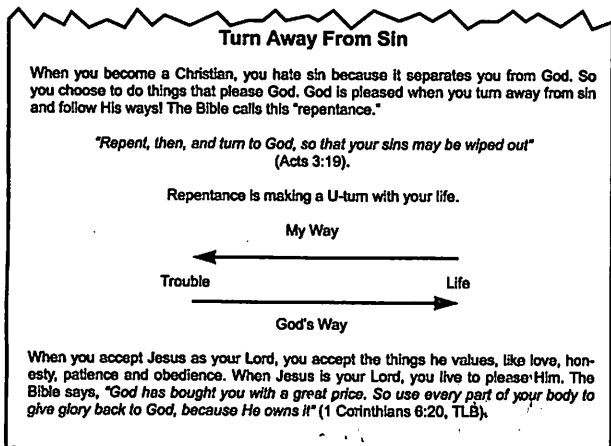 Turn Away From Sin
When you become a Christian, you hate sin because it separates you from God. So
you choose to do things that please God. God is pleased when you turn away from sin
and follow His ways! The Bible calls this "repentance."
"Repent, then, and turn to God, so that your sins may be wiped out"
(Acts 3:19).
Repentance is making a U-turn with your life.
My Way
Trouble Life
God's Way
When you accept Jesus as your Lord, you accept the things he values, like love, hon-
esty, patience and obedience. When Jesus is your Lord, you live to please Him. The
Bible says, "God has bought you with a great price. So use every part of your body to
give glory back to God, because He owns it" (1 Corinthians 6:20, TLB).